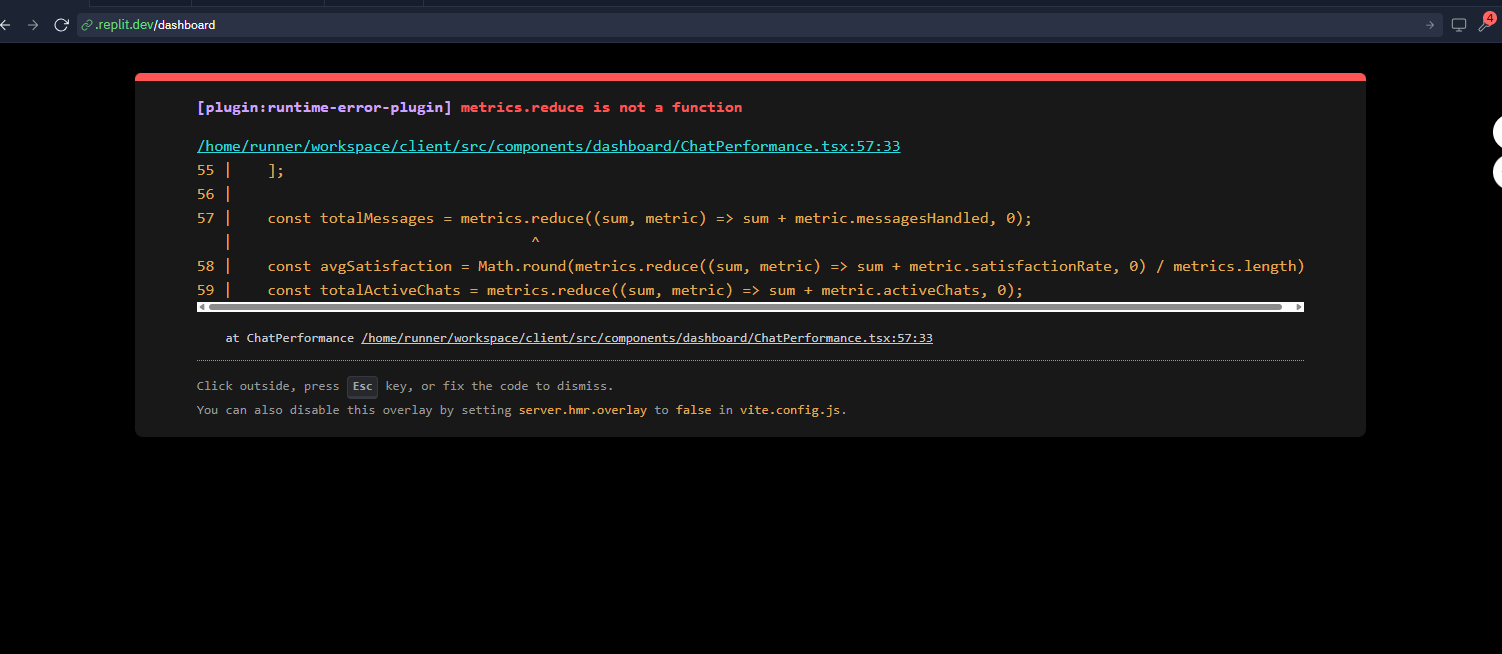 .replit.dev/dashboard
4
[plugin:runtime-error-plugin] metrics.reduce is not a function
/home/runner/workspace/client/src/components/dashboard/ChatPerformance.tsx:57:33
55 |    ];
56 |
57 |    const totalMessages = metrics.reduce((sum, metric) => sum + metric.messagesHandled, 0);
   |                                  ^
58 |    const avgSatisfaction = Math.round(metrics.reduce((sum, metric) => sum + metric.satisfactionRate, 0) / metrics.length)
59 |    const totalActiveChats = metrics.reduce((sum, metric) => sum + metric.activeChats, 0);
at ChatPerformance /home/runner/workspace/client/src/components/dashboard/ChatPerformance.tsx:57:33
Click outside, press Esc key, or fix the code to dismiss.
You can also disable this overlay by setting server.hmr.overlay to false in vite.config.js.